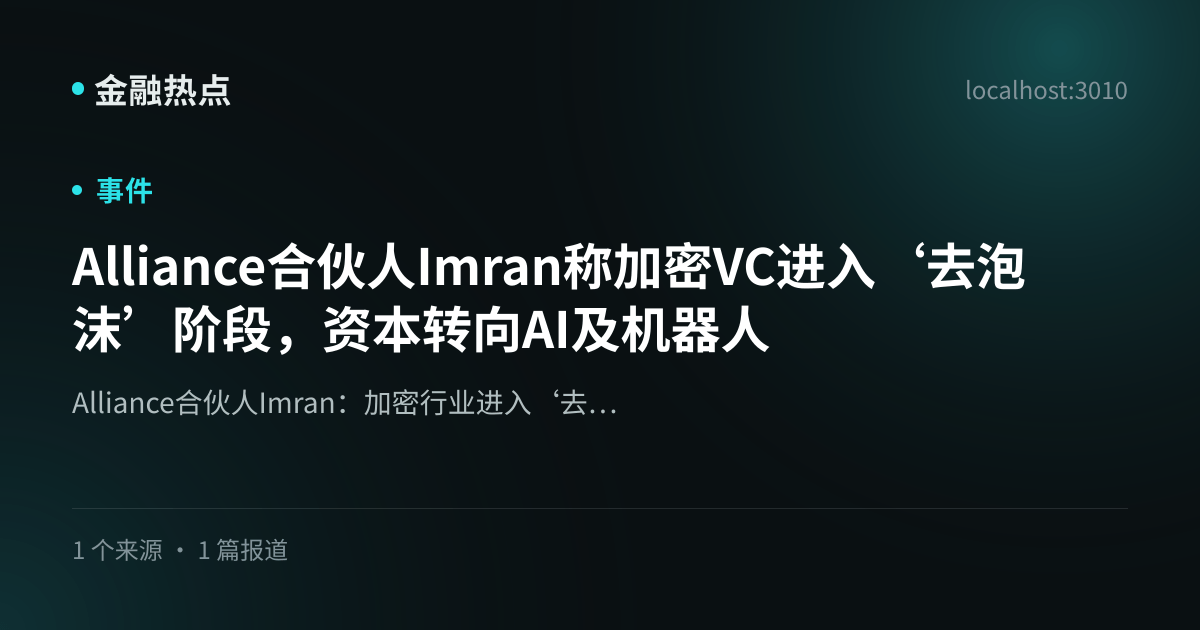 金融热点
localhost:3010
事件
Alliance合伙人Imran称加密VC进入‘去泡
沫’阶段，资本转向AI及机器人
Alliance合伙人Imran：加密行业进入‘去…
1 个来源 · 1 篇报道